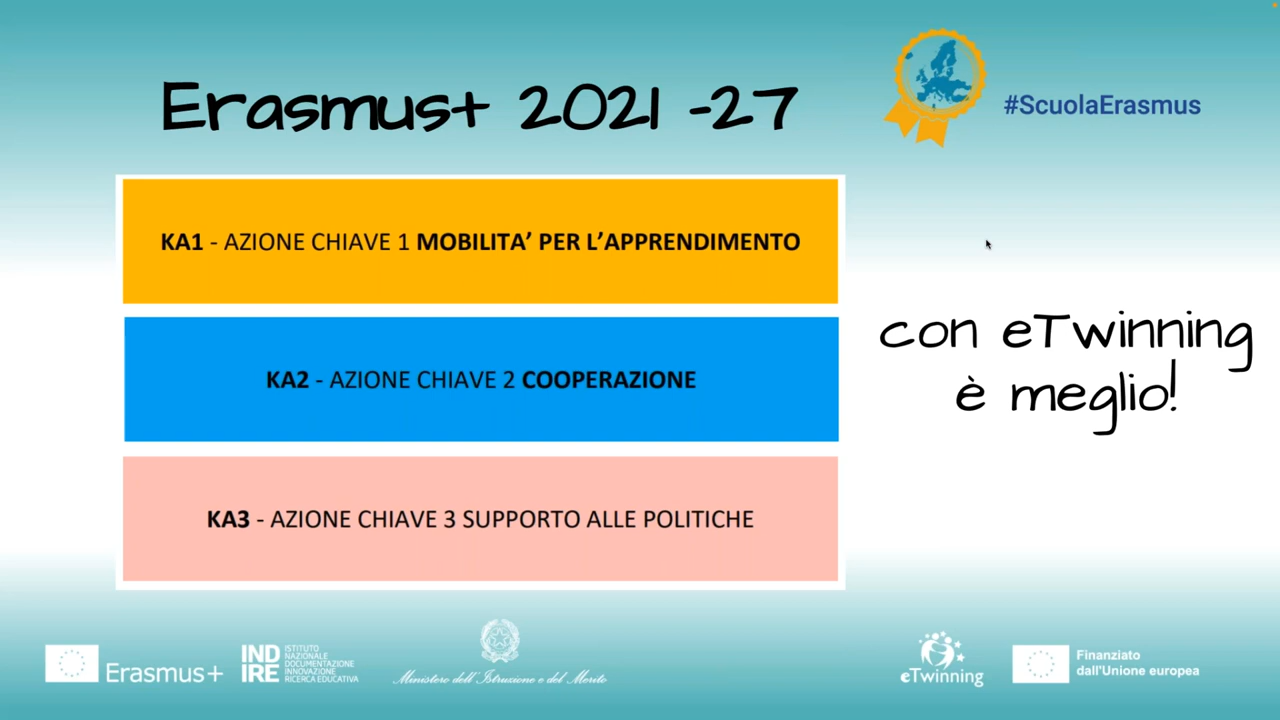 Erasmus+ 2021 -27
#ScuolaErasmus
KA1 - AZIONE CHIAVE 1 MOBILITA' PER L'APPRENDIMENTO
KA2 - AZIONE CHIAVE 2 COOPERAZIONE
KA3 - AZIONE CHIAVE 3 SUPPORTO ALLE POLITICHE
con eTwinning
è meglio!
Erasmus+
IND
IRE
ISTITUTO
NAZIONALE
DOCUMENTAZIONE
INNOVAZIONE
RICERCA EDUCATIVA
Ministero dell'Istruzione e del Merito
eTwinning
Finanziato
dall'Unione europea